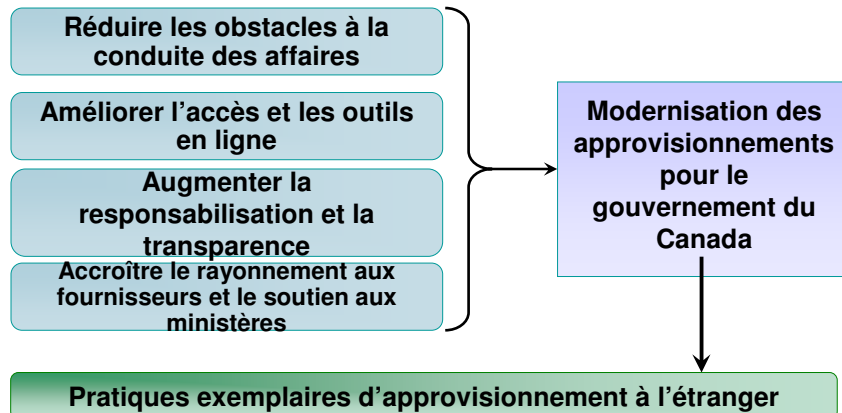 Réduire les obstacles à la
conduite des affaires
Améliorer l’accès et les outils
en ligne
Augmenter la
responsabilisation et la
transparence
Accroître le rayonnement aux
fournisseurs et le soutien aux
ministères
Modernisation des
approvisionnements
pour le
gouvernement du
Canada
Pratiques exemplaires d’approvisionnement à l’étranger